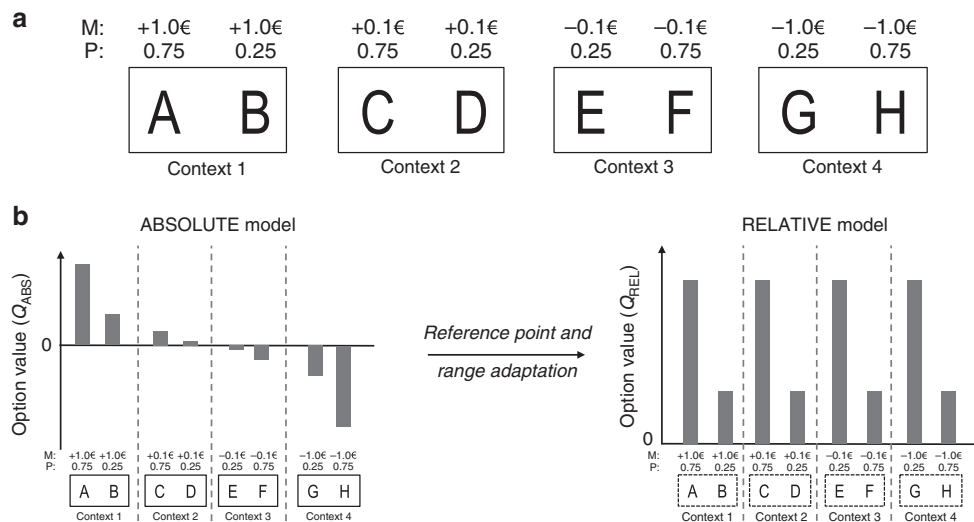 a
M: +1.0€ +1.0€ +0.1€ +0.1€ −0.1€ −0.1€ −1.0€ −1.0€
P: 0.75 0.25 0.75 0.25 0.25 0.75 0.25 0.75
A B C D E F G H
Context 1 Context 2 Context 3 Context 4
b
ABSOLUTE model
Option value (QABS)
0
M: +1.0€ +1.0€ +0.1€ +0.1€ −0.1€ −0.1€ −1.0€ −1.0€
P: 0.75 0.25 0.75 0.25 0.25 0.75 0.25 0.75
A B C D E F G H
Context 1 Context 2 Context 3 Context 4
Reference point and
range adaptation
RELATIVE model
Option value (QREL)
0
M: +1.0€ +1.0€ +0.1€ +0.1€ −0.1€ −0.1€ −1.0€ −1.0€
P: 0.75 0.25 0.75 0.25 0.25 0.75 0.25 0.75
A B C D E F G H
Context 1 Context 2 Context 3 Context 4